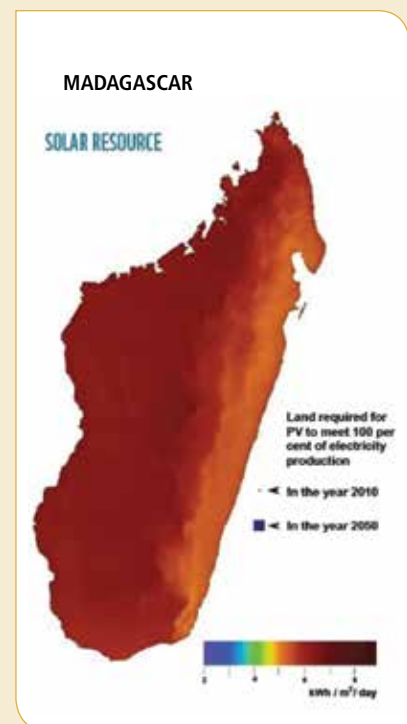 MADAGASCAR
SOLAR RESOURCE
Land required for
PV to meet 100 per
cent of electricity
production
In the year 2010
In the year 2050
kWh / m²/ day